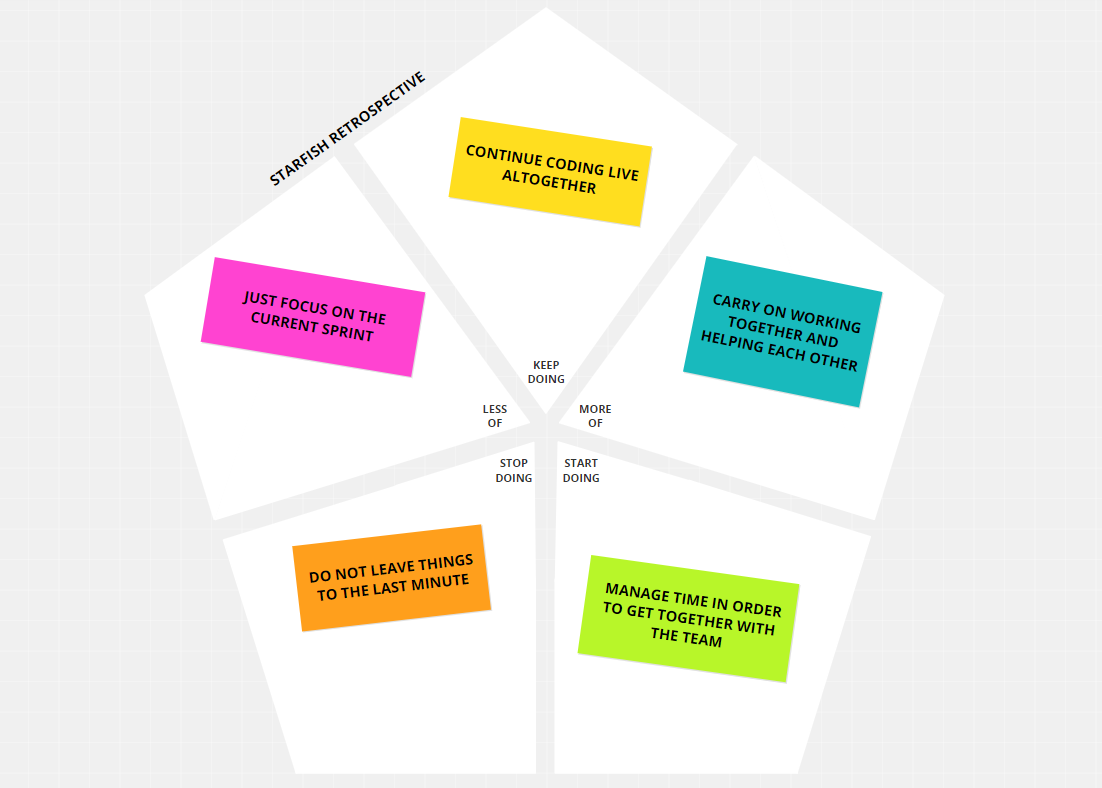 STARFISH RETROSPECTIVE
CONTINUE CODING LIVE
ALTOGETHER
JUST FOCUS ON THE
CURRENT SPRINT
CARRY ON WORKING
TOGETHER AND
HELPING EACH OTHER
KEEP
DOING
LESS
OF
MORE
OF
STOP
DOING
START
DOING
DO NOT LEAVE THINGS
TO THE LAST MINUTE
MANAGE TIME IN ORDER
TO GET TOGETHER WITH
THE TEAM